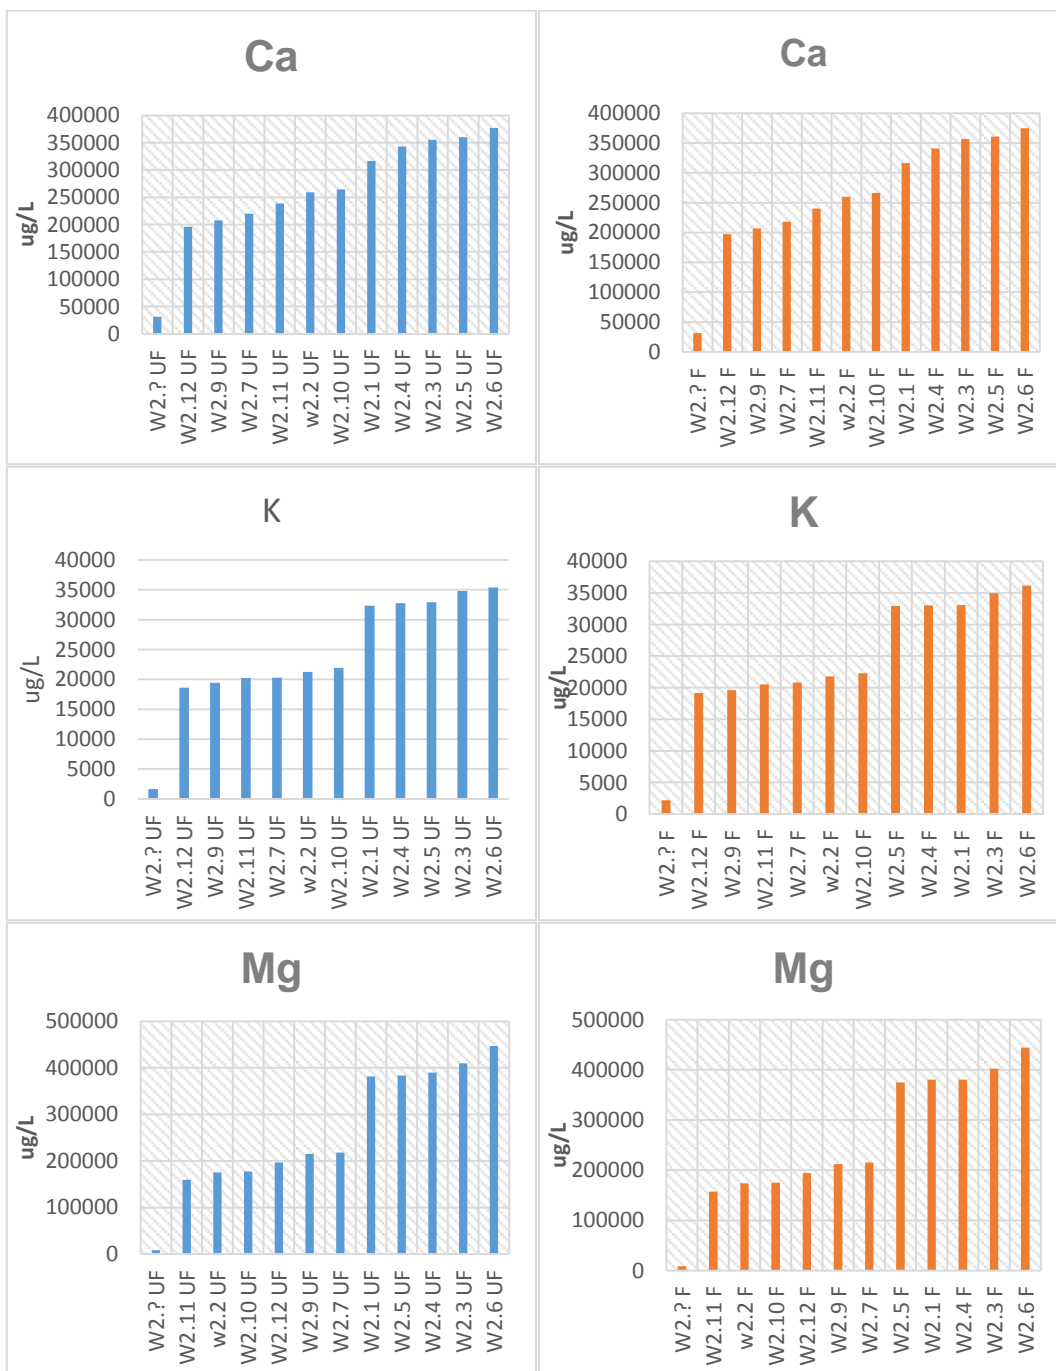 Ca
ug/L
400000
350000
300000
250000
200000
150000
100000
50000
0
W2.? UF
W2.12 UF
W2.9 UF
W2.7 UF
W2.11 UF
w2.2 UF
W2.10 UF
W2.1 UF
W2.4 UF
W2.3 UF
W2.5 UF
W2.6 UF
Ca
ug/L
400000
350000
300000
250000
200000
150000
100000
50000
0
W2.? F
W2.12 F
W2.9 F
W2.7 F
W2.11 F
w2.2 F
W2.10 F
W2.1 F
W2.4 F
W2.3 F
W2.5 F
W2.6 F
K
ug/L
40000
35000
30000
25000
20000
15000
10000
5000
0
W2.? UF
W2.12 UF
W2.9 UF
W2.11 UF
W2.7 UF
w2.2 UF
W2.10 UF
W2.1 UF
W2.4 UF
W2.5 UF
W2.3 UF
W2.6 UF
K
ug/L
40000
35000
30000
25000
20000
15000
10000
5000
0
W2.? F
W2.12 F
W2.9 F
W2.11 F
W2.7 F
w2.2 F
W2.10 F
W2.5 F
W2.4 F
W2.1 F
W2.3 F
W2.6 F
Mg
ug/L
500000
400000
300000
200000
100000
0
W2.? UF
W2.11 UF
w2.2 UF
W2.10 UF
W2.12 UF
W2.9 UF
W2.7 UF
W2.1 UF
W2.5 UF
W2.4 UF
W2.3 UF
W2.6 UF
Mg
ug/L
500000
400000
300000
200000
100000
0
W2.? F
W2.11 F
w2.2 F
W2.10 F
W2.12 F
W2.9 F
W2.7 F
W2.5 F
W2.1 F
W2.4 F
W2.3 F
W2.6 F